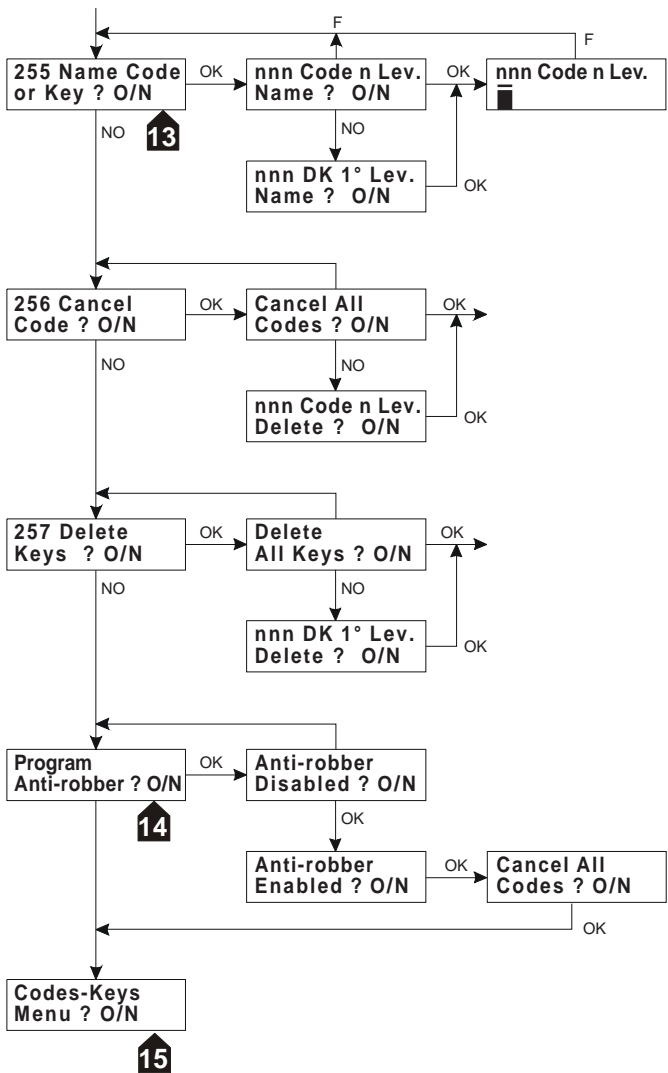 F
F
255 Name Code
or Key ? O/N
OK
nnn Code n Lev.
Name ? O/N
OK
nnn Code n Lev.
NO
13
NO
nnn DK 1° Lev.
Name ? O/N
OK
256 Cancel
Code ? O/N
OK
Cancel All
Codes ? O/N
OK
NO
NO
nnn Code n Lev.
Delete ? O/N
OK
257 Delete
Keys ? O/N
OK
Delete
All Keys ? O/N
OK
NO
NO
nnn DK 1° Lev.
Delete ? O/N
OK
Program
Anti-robber ? O/N
OK
Anti-robber
Disabled ? O/N
14
OK
Anti-robber
Enabled ? O/N
OK
Cancel All
Codes ? O/N
OK
Codes-Keys
Menu ? O/N
15